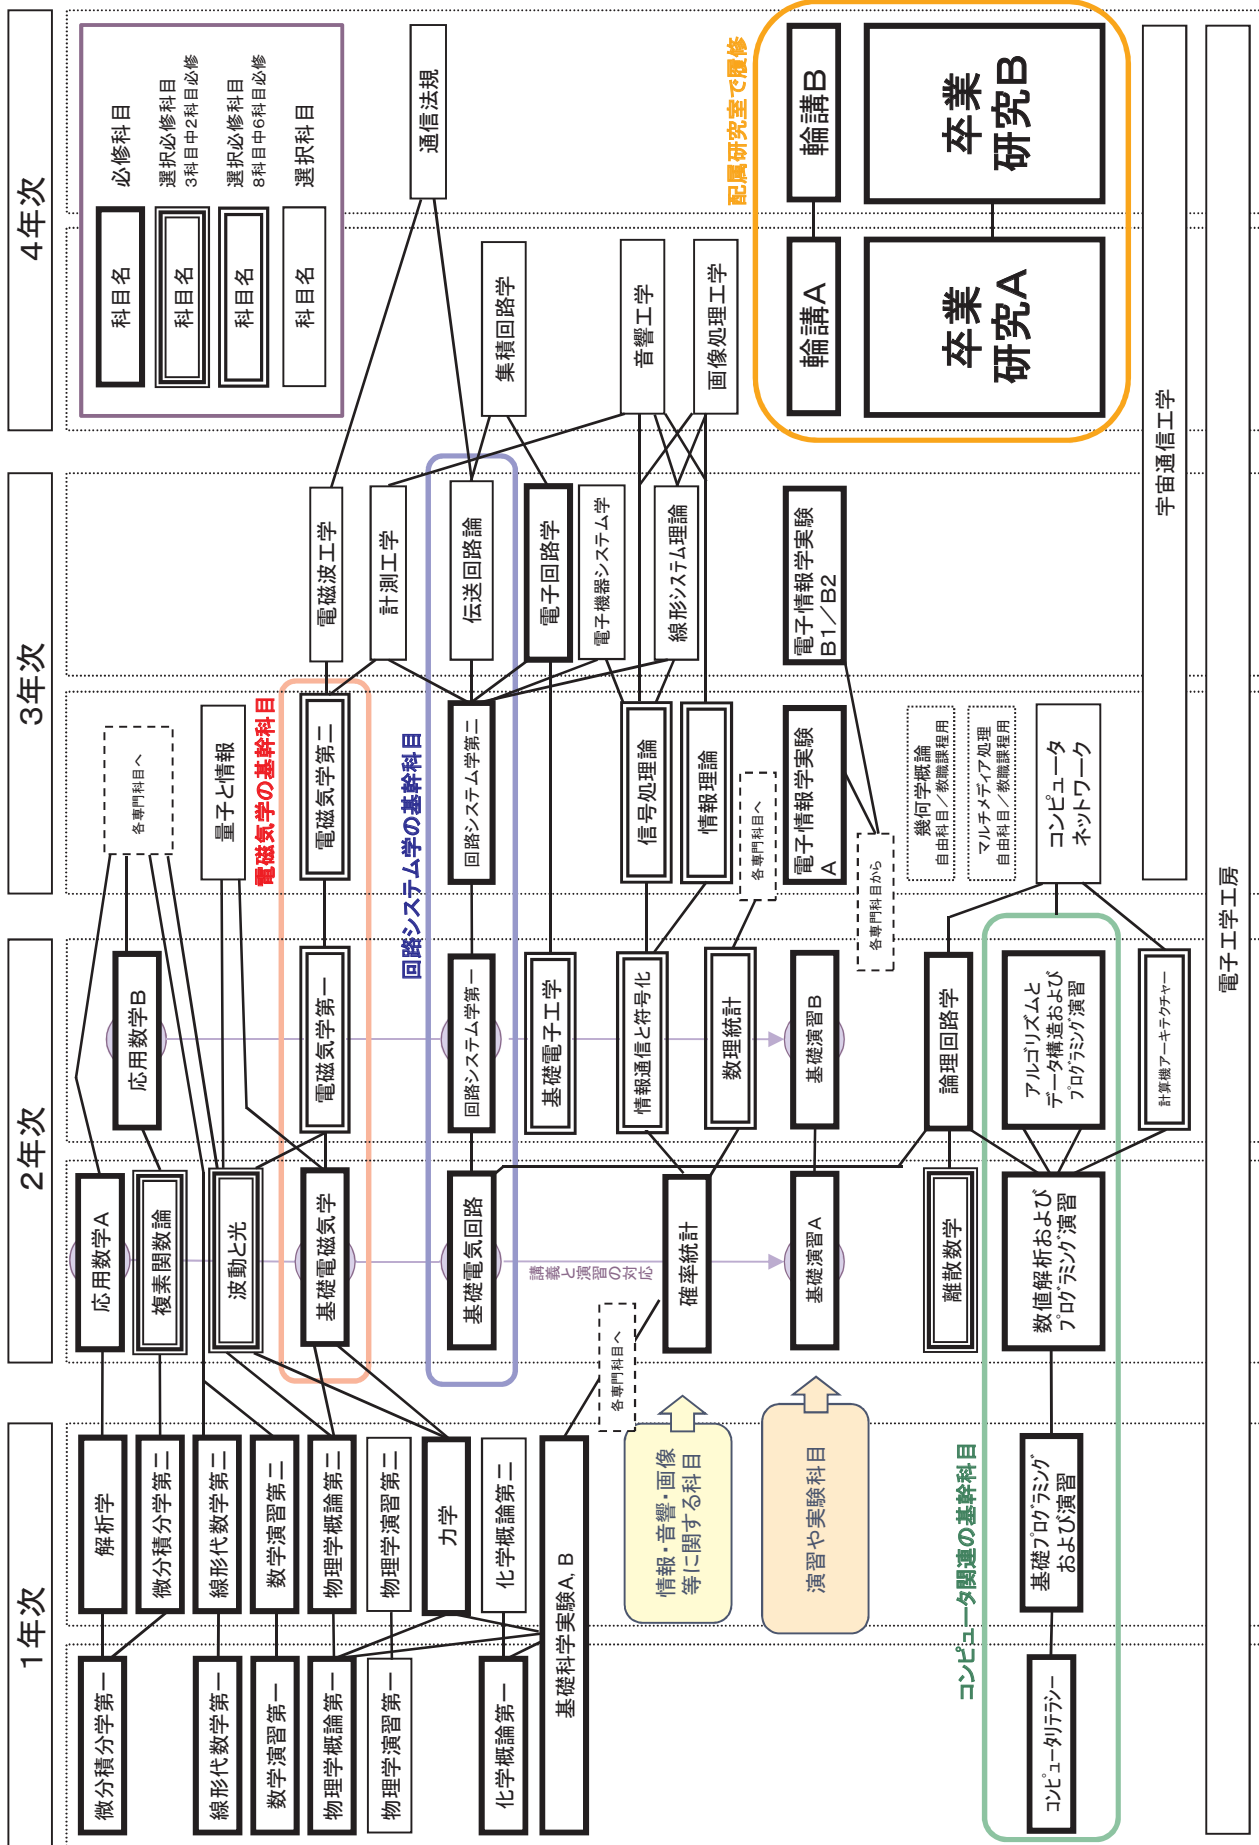 1年次
2年次
3年次
4年次
必修科目
選択必修科目
3科目中2科目必修
選択必修科目
8科目中6科目必修
選択科目
科目名
科目名
科目名
科目名
微分積分学第一
線形代数学第一
数学演習第一
物理学概論第一
物理学演習第一
化学概論第一
基礎科学実験A, B
コンピュータリテラシー
解析学
微分積分学第二
線形代数学第二
数学演習第二
物理学概論第二
物理学演習第二
力学
化学概論第二
情報・音響・画像
等に関する科目
演習や実験科目
コンピュータ関連の基幹科目
基礎プログラミング
および演習
応用数学A
複素関数論
波動と光
基礎電磁気学
基礎電気回路
講義と演習の対応
各専門科目へ
確率統計
基礎演習A
離散数学
数値解析および
プログラミング演習
応用数学B
電磁気学第一
回路システム学第一
基礎電子工学
情報通信と符号化
数理統計
基礎演習B
論理回路学
アルゴリズムと
データ構造および
プログラミング演習
計算機アーキテクチャー
各専門科目へ
量子と情報
電磁気学の基幹科目
電磁気学第二
回路システム学の基幹科目
回路システム学第二
信号処理論
情報理論
各専門科目へ
電子情報学実験
A
各専門科目から
幾何学概論
自由科目／教職課程用
マルチメディア処理
自由科目／教職課程用
コンピュータ
ネットワーク
電磁波工学
計測工学
伝送回路論
電子回路学
電子機器システム学
線形システム理論
電子情報学実験
B1／B2
通信法規
集積回路学
音響工学
画像処理工学
配属研究室で履修
輪講A
輪講B
卒業
研究A
卒業
研究B
宇宙通信工学
電子工学工房